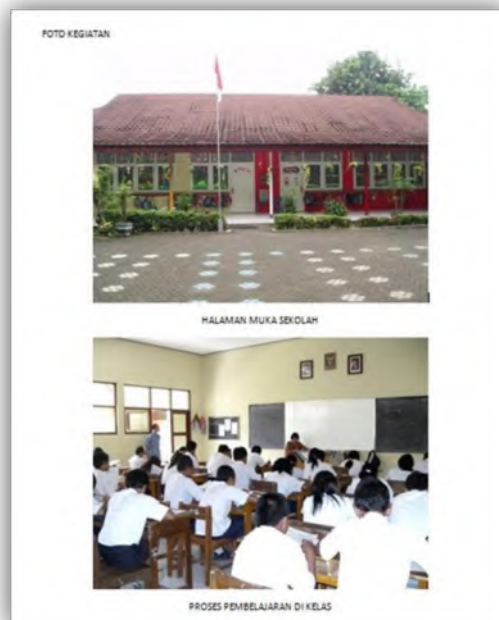 FOTO KEGIATAN
HALAMAN MUKA SEKOLAH
PROSES PEMBELAJARAN DI KELAS